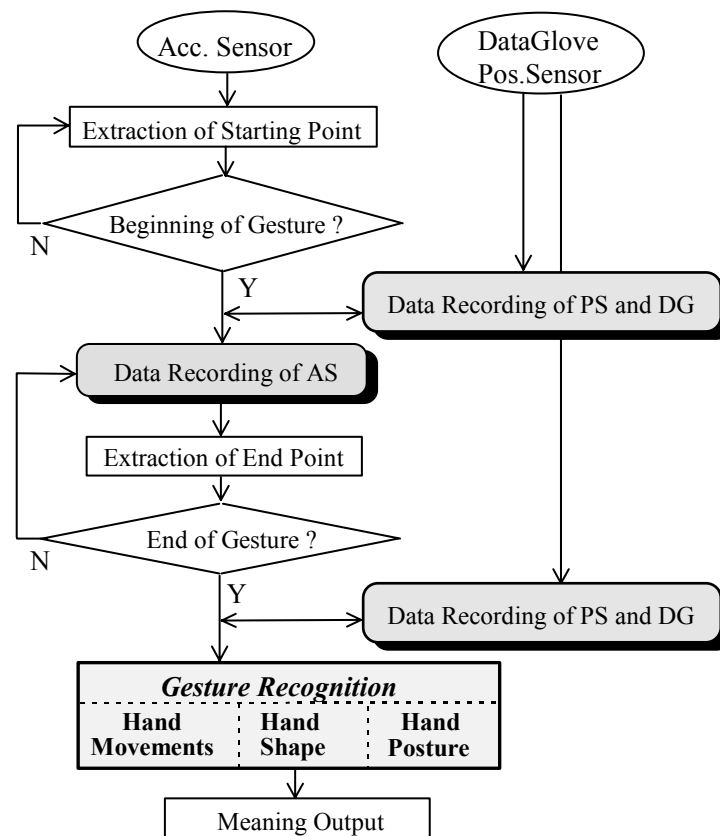 Acc. Sensor
DataGlove
Pos.Sensor
Extraction of Starting Point
Beginning of Gesture ?
N
Y
Data Recording of PS and DG
Data Recording of AS
Extraction of End Point
End of Gesture ?
N
Y
Data Recording of PS and DG
Gesture Recognition
Hand
Movements
Hand
Shape
Hand
Posture
Meaning Output